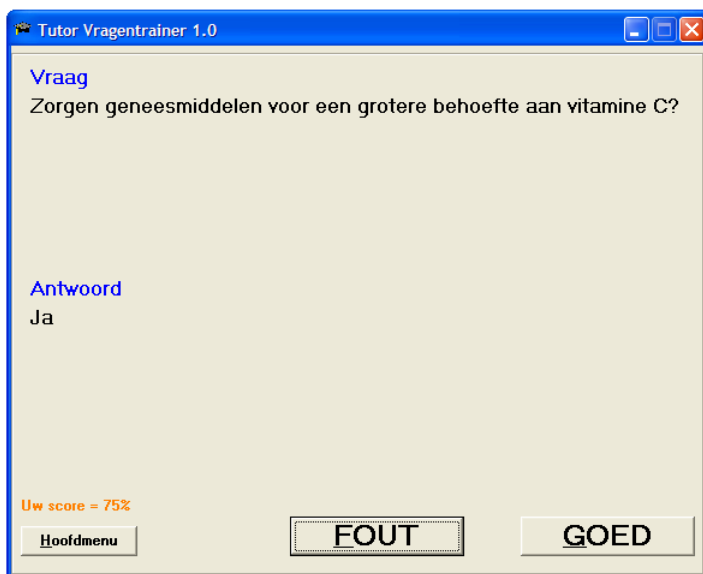 Tutor Vragentrainer 1.0
Vraag
Zorgen geneesmiddelen voor een grotere behoefte aan vitamine C?
Antwoord
Ja
Uw score = 75%
Hoofdmenu
FOUT
GOED